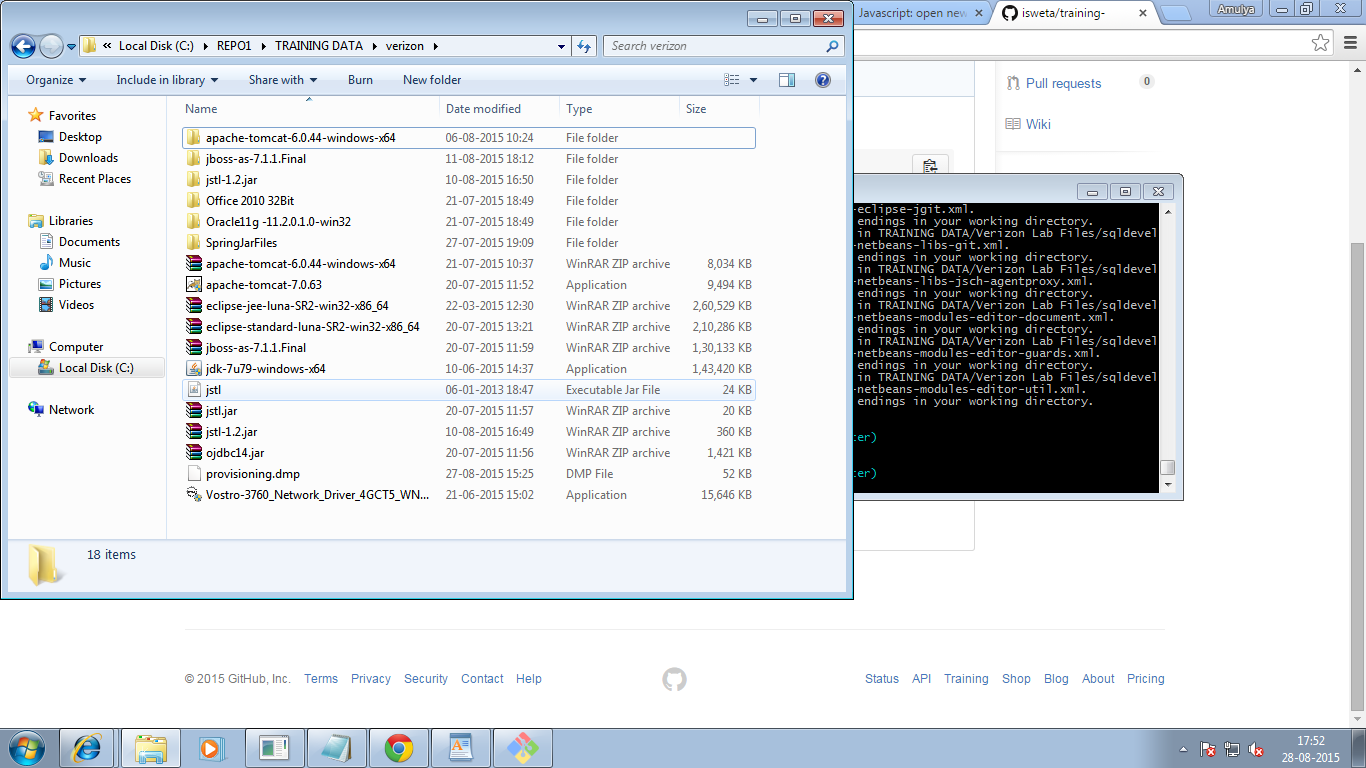 Javascript: open new
isweta/training-
Amulya
« Local Disk (C:) REPO1 TRAINING DATA verizon
Search verizon
Organize Include in library Share with Burn New folder
Favorites
Desktop
Downloads
Recent Places
Libraries
Documents
Music
Pictures
Videos
Computer
Local Disk (C:)
Network
Name Date modified Type Size
apache-tomcat-6.0.44-windows-x64 06-08-2015 10:24 File folder
jboss-as-7.1.1.Final 11-08-2015 18:12 File folder
jstl-1.2.jar 10-08-2015 16:50 File folder
Office 2010 32Bit 21-07-2015 18:49 File folder
Oracle11g -11.2.0.1.0-win32 21-07-2015 18:49 File folder
SpringJarFiles 27-07-2015 19:09 File folder
apache-tomcat-6.0.44-windows-x64 21-07-2015 10:37 WinRAR ZIP archive 8,034 KB
apache-tomcat-7.0.63 20-07-2015 11:52 Application 9,494 KB
eclipse-jee-luna-SR2-win32-x86_64 22-03-2015 12:30 WinRAR ZIP archive 2,60,529 KB
eclipse-standard-luna-SR2-win32-x86_64 20-07-2015 13:21 WinRAR ZIP archive 2,10,286 KB
jboss-as-7.1.1.Final 20-07-2015 11:59 WinRAR ZIP archive 1,30,133 KB
jdk-7u79-windows-x64 10-06-2015 14:37 Application 1,43,420 KB
jstl 06-01-2013 18:47 Executable Jar File 24 KB
jstl.jar 20-07-2015 11:57 WinRAR ZIP archive 20 KB
jstl-1.2.jar 10-08-2015 16:49 WinRAR ZIP archive 360 KB
ojdbc14.jar 20-07-2015 11:56 WinRAR ZIP archive 1,421 KB
provisioning.dmp 27-08-2015 15:25 DMP File 52 KB
Vostro-3760_Network_Driver_4GCT5_WN... 21-06-2015 15:02 Application 15,646 KB
18 items
Pull requests 0
Wiki
-eclipse-jgit.xml.
endings in your working directory.
in TRAINING DATA/Verizon Lab Files/sqldevel
-netbeans-libs-git.xml.
endings in your working directory.
in TRAINING DATA/Verizon Lab Files/sqldevel
-netbeans-libs-jsch-agentproxy.xml.
endings in your working directory.
in TRAINING DATA/Verizon Lab Files/sqldevel
-netbeans-modules-editor-document.xml.
endings in your working directory.
in TRAINING DATA/Verizon Lab Files/sqldevel
-netbeans-modules-editor-guards.xml.
endings in your working directory.
in TRAINING DATA/Verizon Lab Files/sqldevel
-netbeans-modules-editor-util.xml.
endings in your working directory.
ter)
ter)
© 2015 GitHub, Inc. Terms Privacy Security Contact Help
Status API Training Shop Blog About Pricing
17:52
28-08-2015